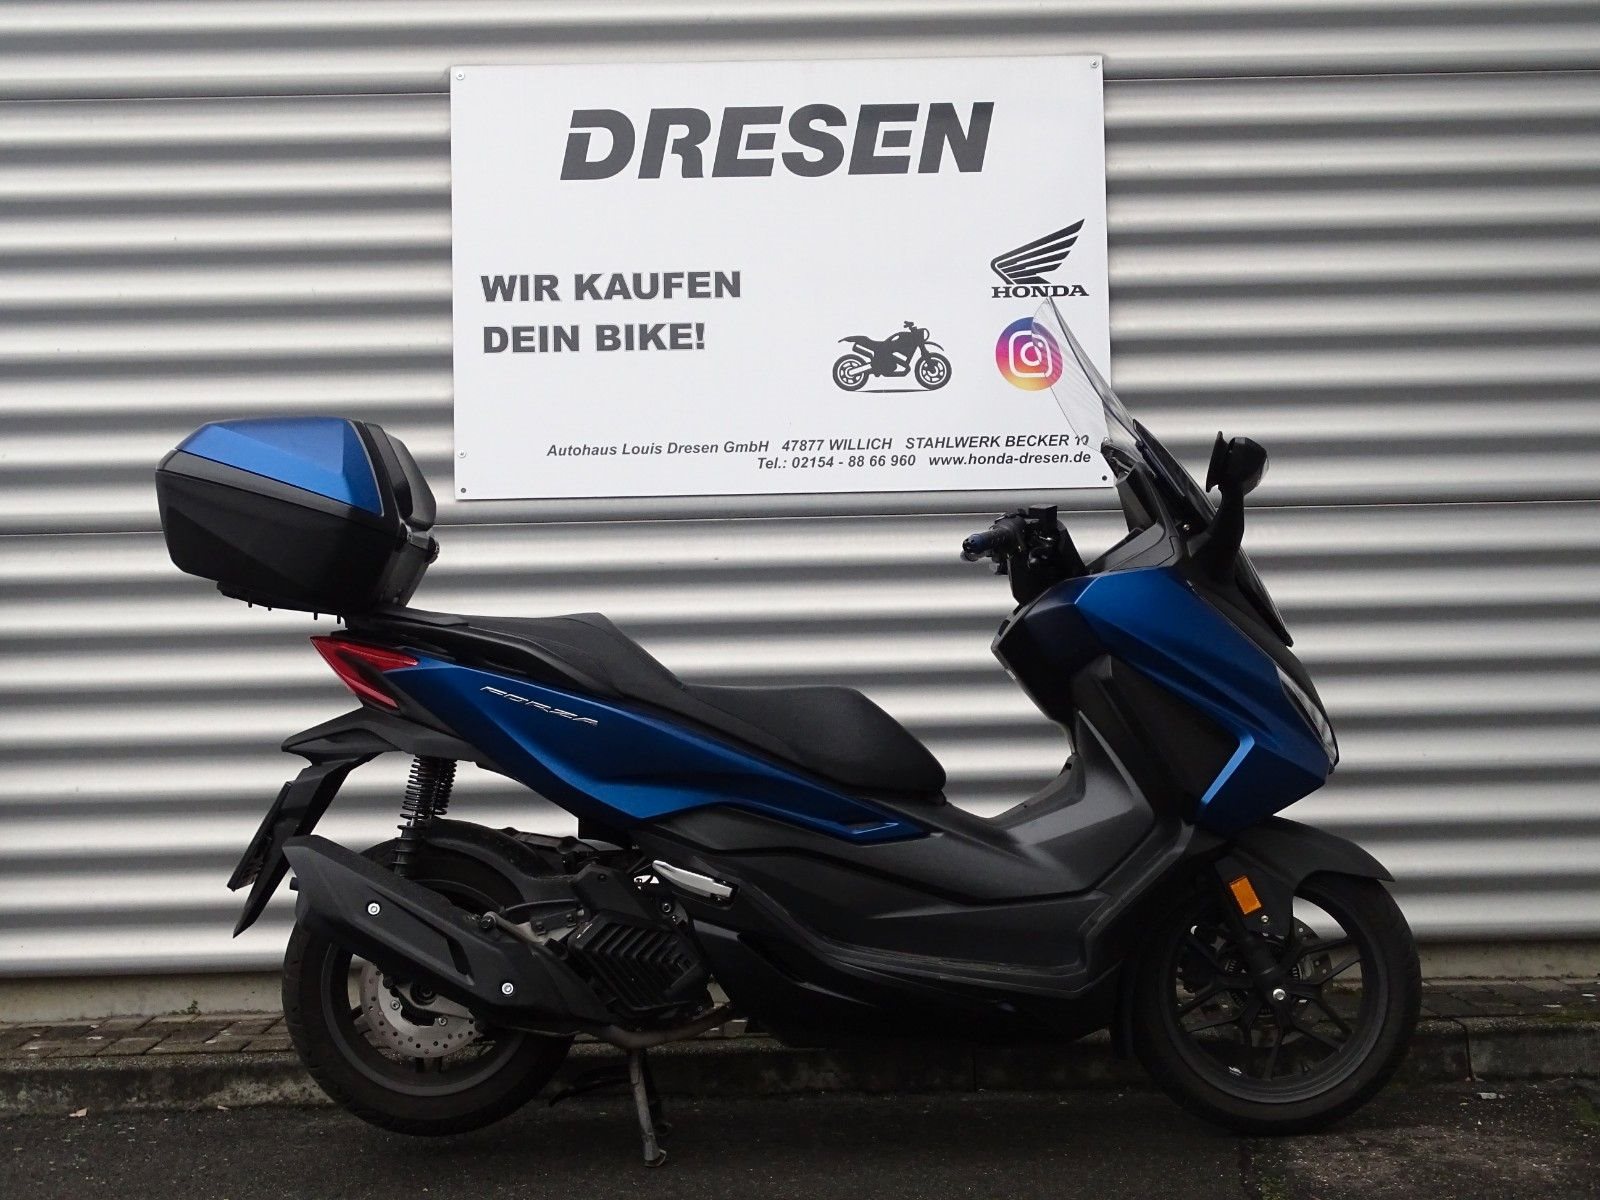 DRESEN
WIR KAUFEN
DEIN BIKE!
HONDA
Autohaus Louis Dresen GmbH 47877 WILLICH STAHLWERK BECKER
Tel.: 02154 - 88 66 960 www.honda-dresen.de
FORZA